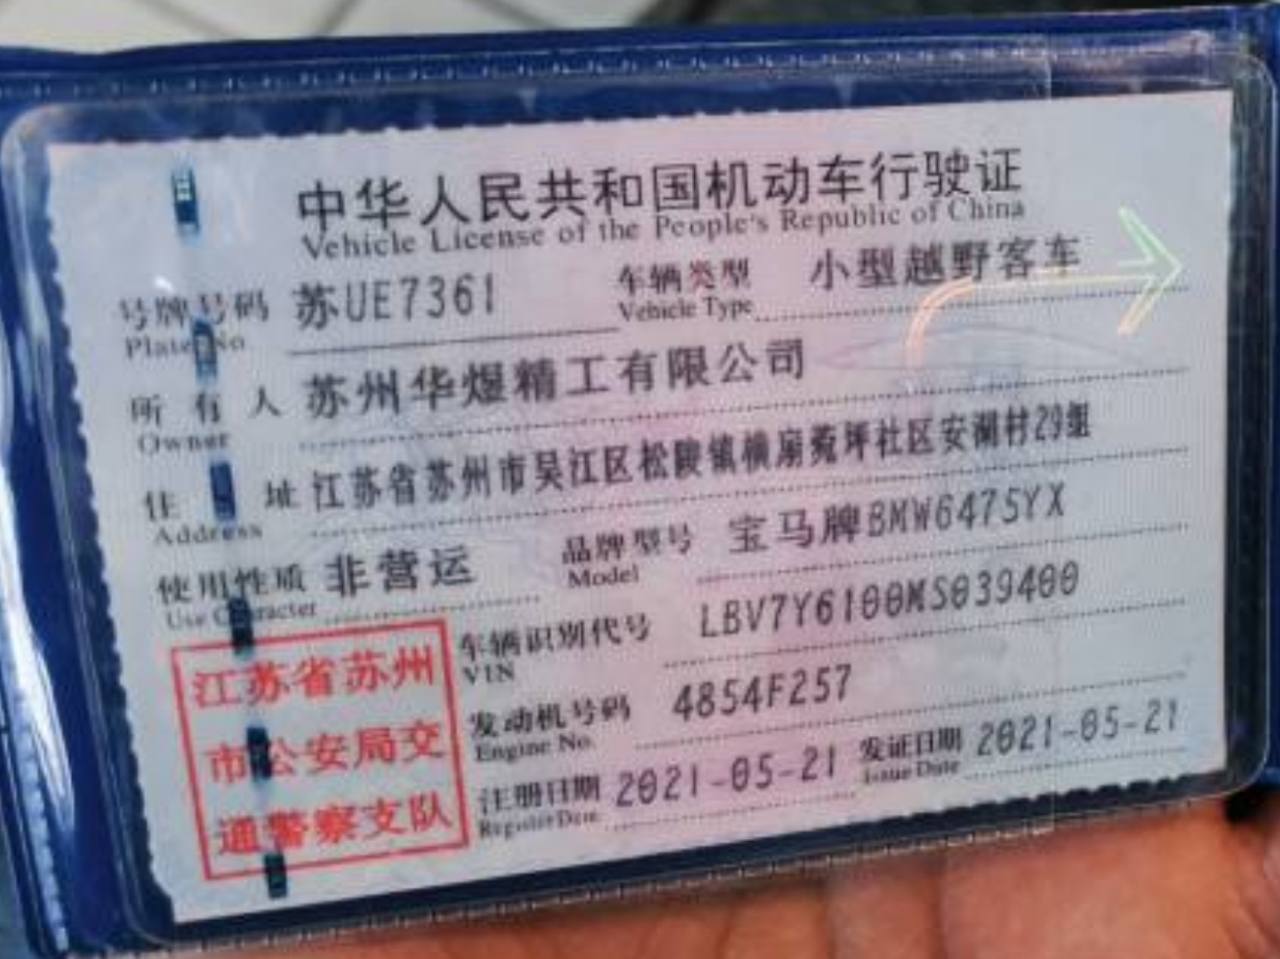 中华人民共和国机动车行驶证
Vehicle License of the People's Republic of China
号牌号码 苏UE7361 车辆类型 小型越野客车
Plate No Vehicle Type
所有人 苏州华煜精工有限公司
Owner
住址 江苏省苏州市吴江区松陵镇横扇菀坪社区安湖村29组
Address
使用性质 非营运 品牌型号 宝马牌BMW6475YX
Use Character Model
车辆识别代号 LBV7Y6100MS039400
VIN
发动机号码 4854F257
Engine No.
注册日期 2021-05-21 发证日期 2021-05-21
Register Date Issue Date
江苏省苏州
市公安局交
通警察支队